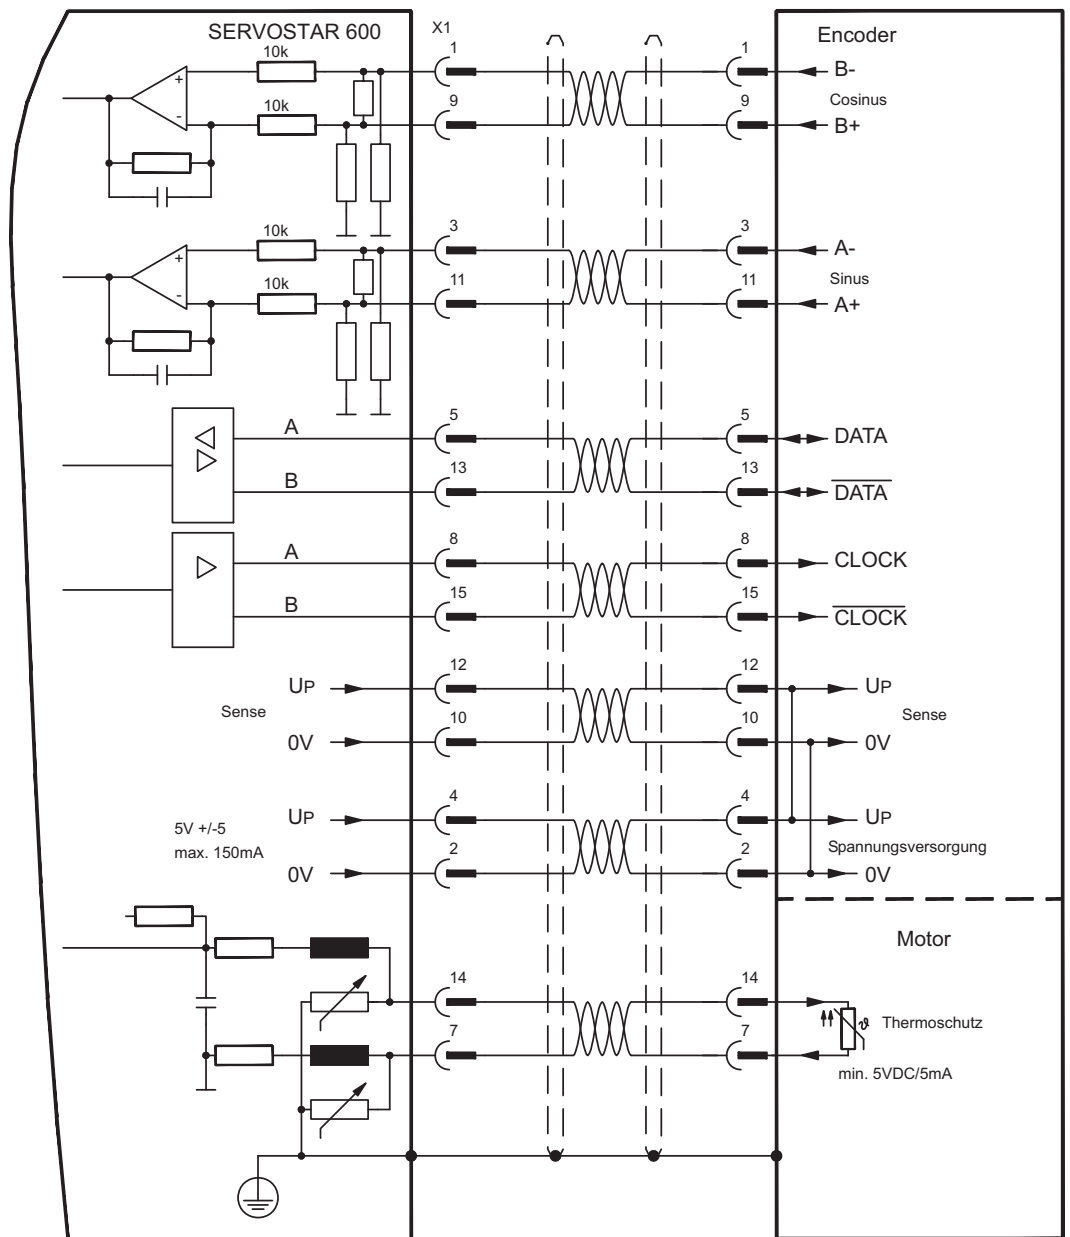 SERVOSTAR 600 X1 Encoder
10k 1 1 B-
Cosinus
10k 9 9 B+
+
-
10k 3 3 A-
Sinus
10k 11 11 A+
+
-
A 5 5 DATA
B 13 13 DATA
A 8 8 CLOCK
B 15 15 CLOCK
UP 12 12 UP
Sense Sense
0V 10 10 0V
UP 4 4 UP
5V +/-5
max. 150mA Spannungsversorgung
0V 2 2 0V
Motor
14 14
ϑ Thermoschutz
7 7
min. 5VDC/5mA